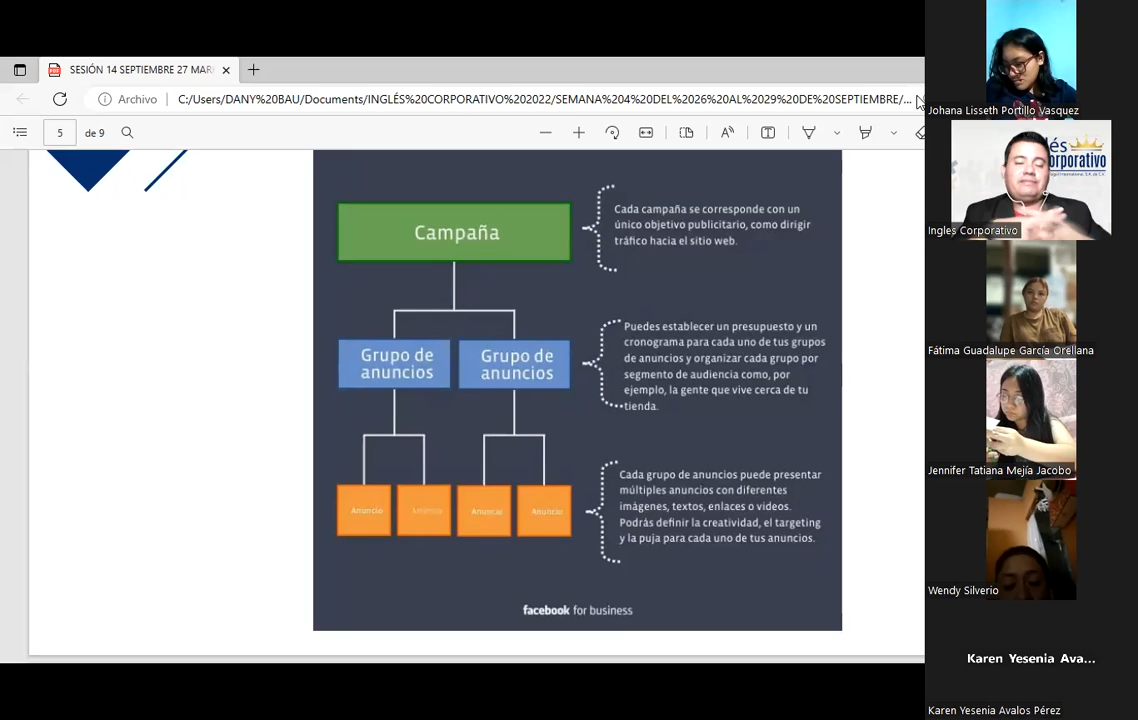 SESIÓN 14 SEPTIEMBRE 27 MAR
Archivo
C:/Users/DANY%20BAU/Documents/INGLÉS%20CORPORATIVO%202022/SEMANA%204%20DEL%2026%20AL%2029%20DE%20SEPTIEMBRE/...
5
de 9
Campaña
Cada campaña se corresponde con un
único objetivo publicitario, como dirigir
tráfico hacia el sitio web.
Grupo de
anuncios
Grupo de
anuncios
Puedes establecer un presupuesto y un
cronograma para cada uno de tus grupos
de anuncios y organizar cada grupo por
segmento de audiencia como, por
ejemplo, la gente que vive cerca de tu
tienda.
Anuncio
Anuncio
Anuncio
Anuncio
Cada grupo de anuncios puede presentar
múltiples anuncios con diferentes
imágenes, textos, enlaces o videos.
Podrás definir la creatividad, el targeting
y la puja para cada uno de tus anuncios.
facebook for business
Johana Lisseth Portillo Vasquez
lés
orporativo
Ingles Corporativo
Fátima Guadalupe García Orellana
Jennifer Tatiana Mejía Jacobo
Wendy Silverio
Karen Yesenia Ava...
Karen Yesenia Avalos Pérez